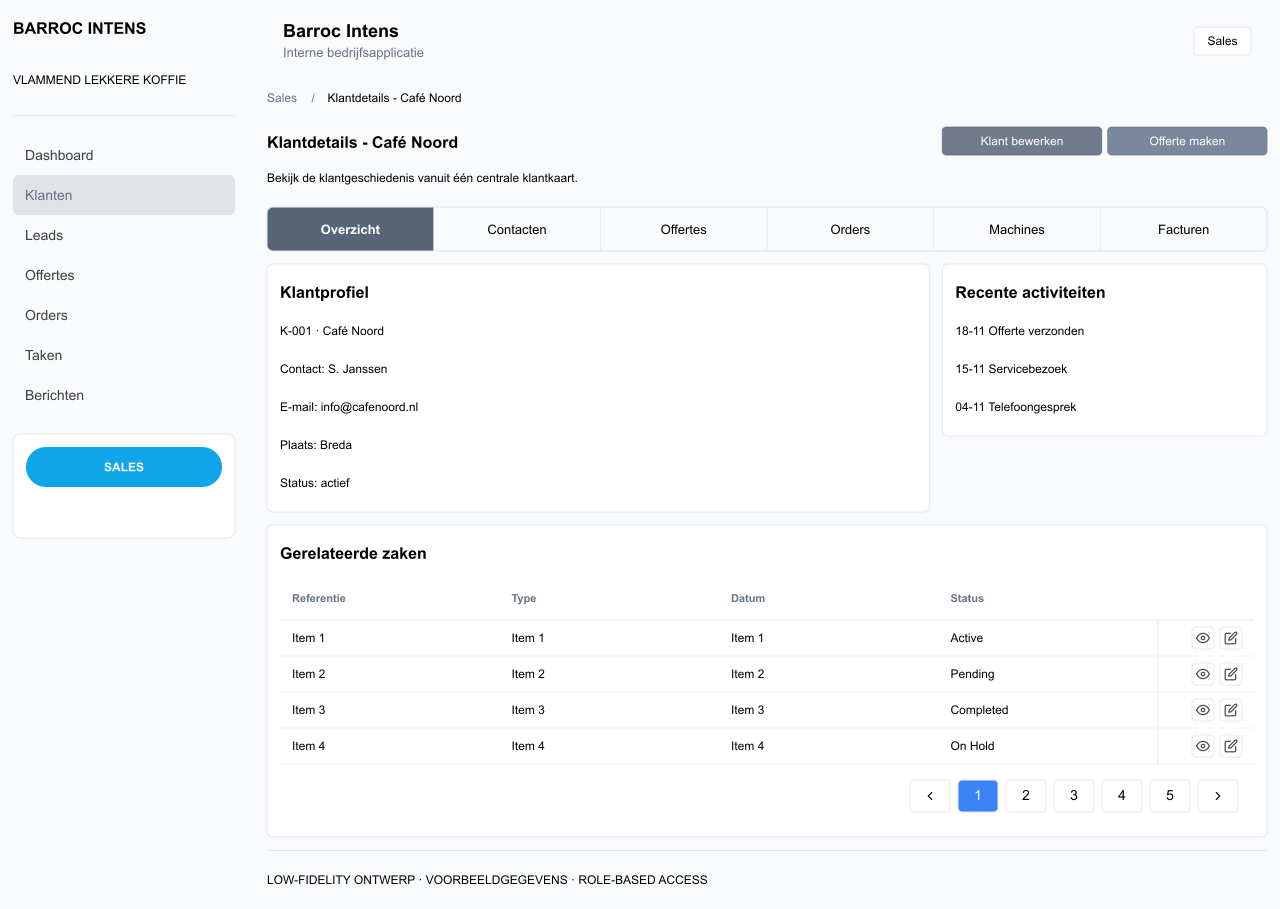 BARROC INTENS
VLAMMEND LEKKERE KOFFIE
Dashboard
Klanten
Leads
Offertes
Orders
Taken
Berichten
SALES
Barroc Intens
Interne bedrijfsapplicatie
Sales
Sales / Klantdetails - Café Noord
Klantdetails - Café Noord
Klant bewerken
Offerte maken
Bekijk de klantgeschiedenis vanuit één centrale klantkaart.
Overzicht Contacten Offertes Orders Machines Facturen
Klantprofiel
K-001 · Café Noord
Contact: S. Janssen
E-mail: info@cafenoord.nl
Plaats: Breda
Status: actief
Recente activiteiten
18-11 Offerte verzonden
15-11 Servicebezoek
04-11 Telefoongesprek
Gerelateerde zaken
Referentie Type Datum Status
Item 1 Item 1 Item 1 Active
Item 2 Item 2 Item 2 Pending
Item 3 Item 3 Item 3 Completed
Item 4 Item 4 Item 4 On Hold
1 2 3 4 5
LOW-FIDELITY ONTWERP · VOORBEELDGEGEVENS · ROLE-BASED ACCESS